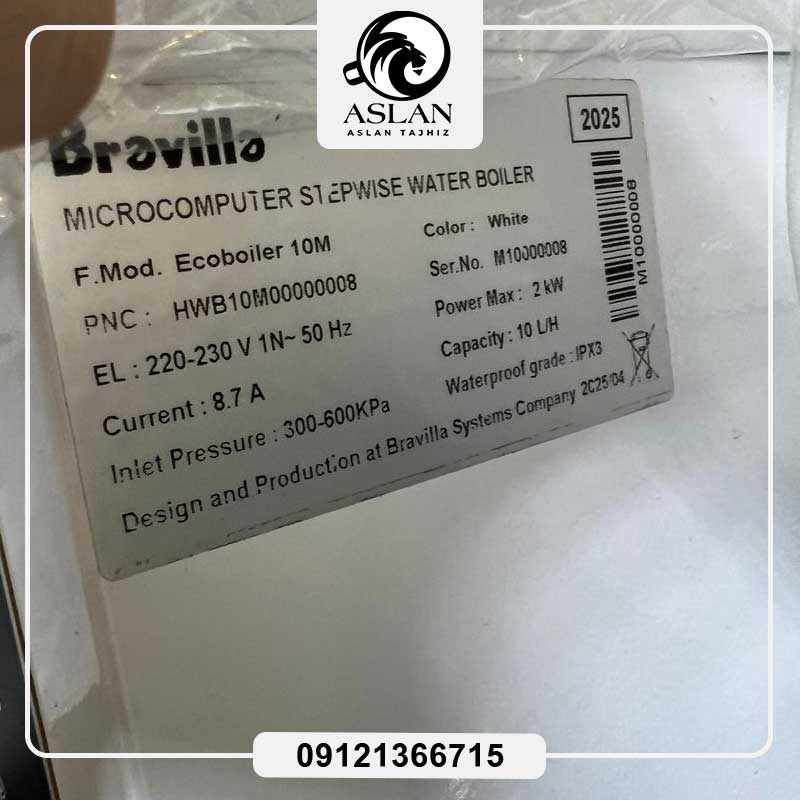 ASLAN
ASLAN TAJHIZ
Bravilla
2025
MICROCOMPUTER STEPWISE WATER BOILER
F.Mod. Ecoboiler 10M
Color : White
PNC : HWB10M00000008
Ser.No. M10000008
EL : 220-230 V 1N~ 50 Hz
Power Max : 2 kW
Current : 8.7 A
Capacity : 10 L/H
Inlet Pressure : 300-600KPa
Waterproof grade : IPX3
Design and Production at Bravilla Systems Company 2025/04
M10000008
09121366715